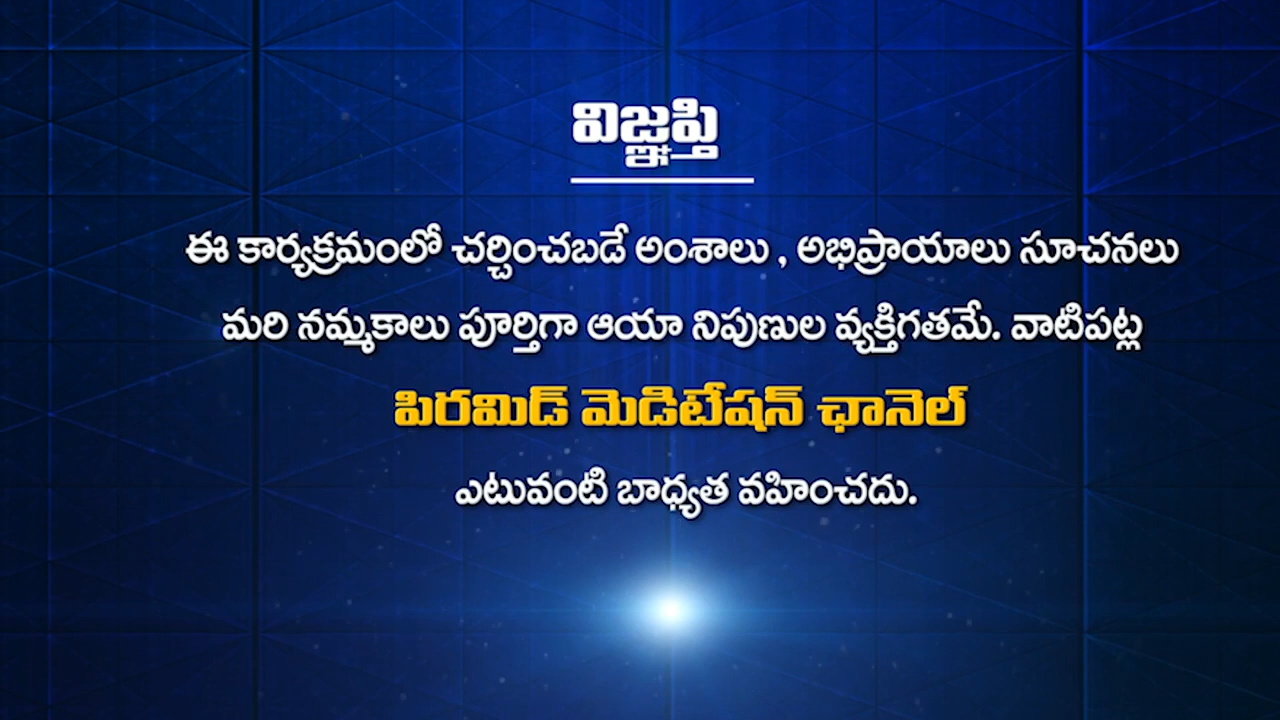 విజ్ఞప్తి
ఈ కార్యక్రమంలో చర్చించబడే అంశాలు , అభిప్రాయాలు సూచనలు
మరి నమ్మకాలు పూర్తిగా ఆయా నిపుణుల వ్యక్తిగతమే. వాటిపట్ల
పిరమిడ్ మెడిటేషన్ ఛానెల్
ఎటువంటి బాధ్యత వహించదు.